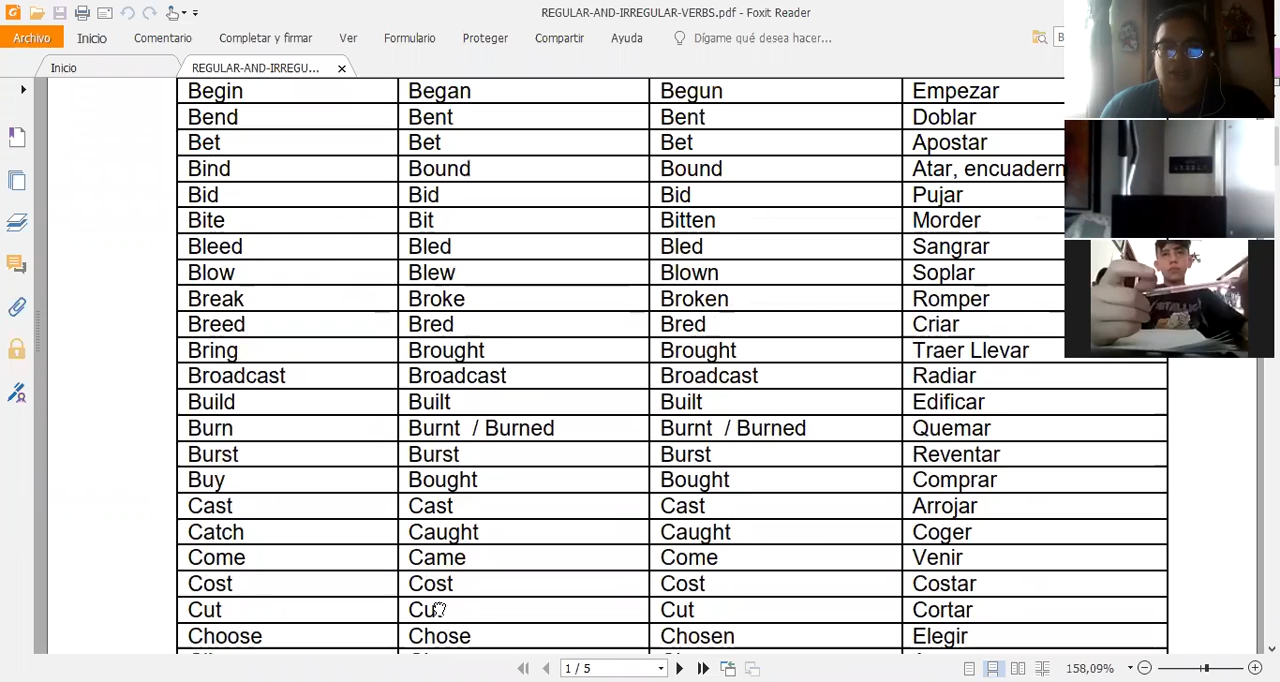 REGULAR-AND-IRREGULAR-VERBS.pdf - Foxit Reader
Archivo Inicio Comentario Completar y firmar Ver Formulario Proteger Compartir Ayuda Dígame qué desea hacer...
Inicio REGULAR-AND-IRREGU...
Begin Began Begun Empezar
Bend Bent Bent Doblar
Bet Bet Bet Apostar
Bind Bound Bound Atar, encuadern
Bid Bid Bid Pujar
Bite Bit Bitten Morder
Bleed Bled Bled Sangrar
Blow Blew Blown Soplar
Break Broke Broken Romper
Breed Bred Bred Criar
Bring Brought Brought Traer Llevar
Broadcast Broadcast Broadcast Radiar
Build Built Built Edificar
Burn Burnt / Burned Burnt / Burned Quemar
Burst Burst Burst Reventar
Buy Bought Bought Comprar
Cast Cast Cast Arrojar
Catch Caught Caught Coger
Come Came Come Venir
Cost Cost Cost Costar
Cut Cut Cut Cortar
Choose Chose Chosen Elegir
1 / 5 158,09%